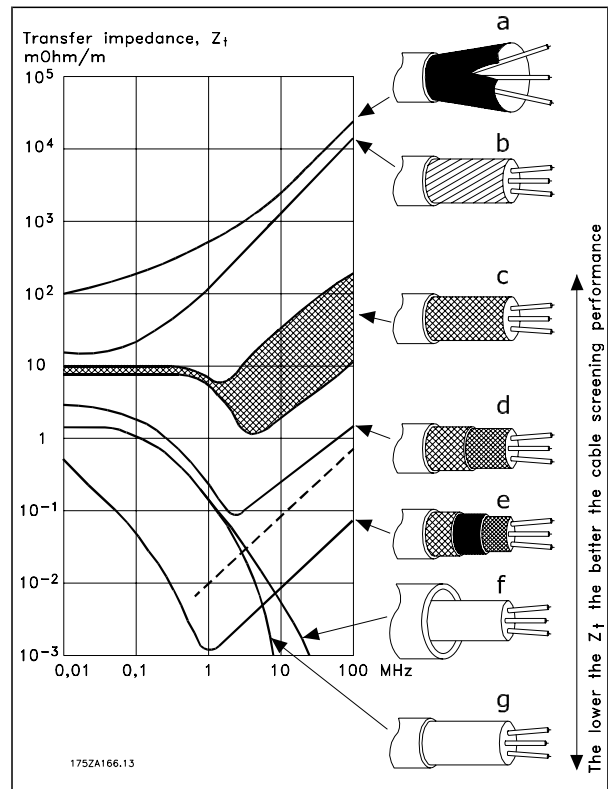 Transfer impedance, Zt
mOhm/m
10⁵
10⁴
10³
10²
10
1
10⁻¹
10⁻²
10⁻³
0,01
0,1
1
10
100
MHz
a
b
c
d
e
f
g
The lower the Zt the better the cable screening performance
175ZA166.13